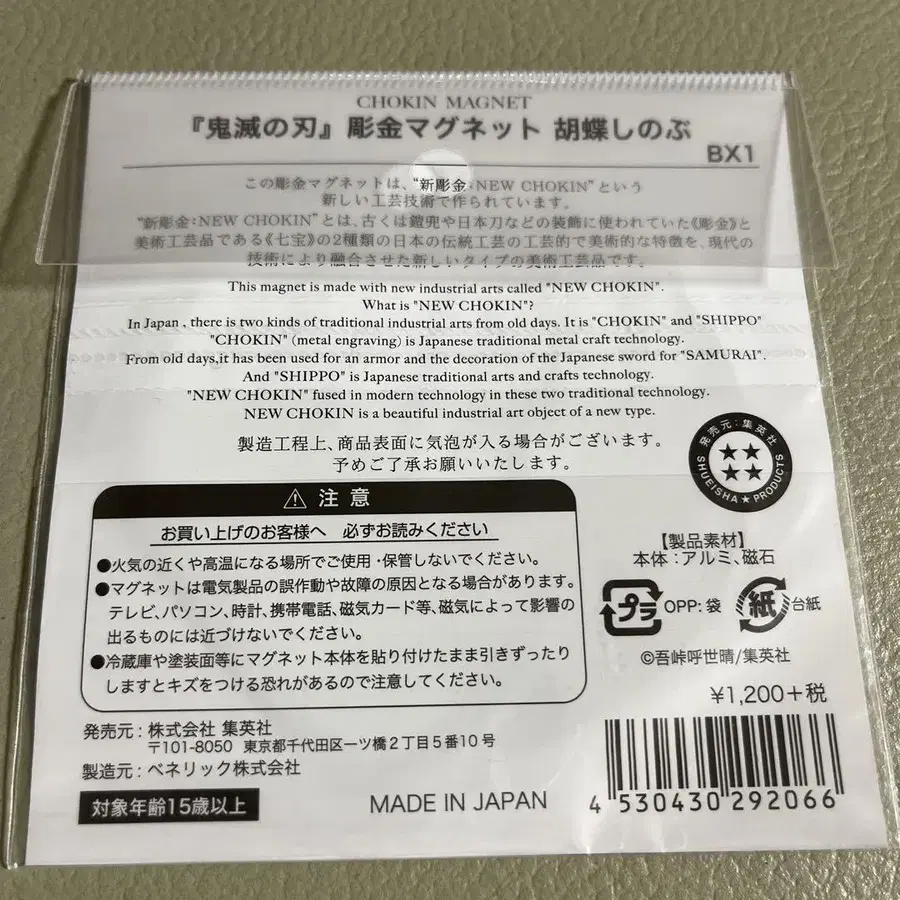 CHOKIN MAGNET
『鬼滅の刃』彫金マグネット 胡蝶しのぶ
BX1
この彫金マグネットは、“新彫金:NEW CHOKIN”という
新しい工芸技術で作られています。
“新彫金:NEW CHOKIN”とは、古くは鎧兜や日本刀などの装飾に使われていた《彫金》と
美術工芸品である《七宝》の2種類の日本の伝統工芸の工芸的で美術的な特徴を、現代の
技術により融合させた新しいタイプの美術工芸品です。
This magnet is made with new industrial arts called "NEW CHOKIN".
What is "NEW CHOKIN"?
In Japan , there is two kinds of traditional industrial arts from old days. It is "CHOKIN" and "SHIPPO"
"CHOKIN" (metal engraving) is Japanese traditional metal craft technology.
From old days,it has been used for an armor and the decoration of the Japanese sword for "SAMURAI".
And "SHIPPO" is Japanese traditional arts and crafts technology.
"NEW CHOKIN" fused in modern technology in these two traditional technology.
NEW CHOKIN is a beautiful industrial art object of a new type.
製造工程上、商品表面に気泡が入る場合がございます。
予めご了承お願いいたします。
発売元:集英社
SHUEISHA★PRODUCTS
⚠ 注意
お買い上げのお客様へ 必ずお読みください
●火気の近くや高温になる場所でご使用・保管しないでください。
●マグネットは電気製品の誤作動や故障の原因となる場合があります。
テレビ、パソコン、時計、携帯電話、磁気カード等、磁気によって影響の
出るものには近づけないでください。
●冷蔵庫や塗装面等にマグネット本体を貼り付けたまま引きずったり
しますとキズをつける恐れがあるので注意してください。
【製品素材】
本体:アルミ、磁石
プラ OPP:袋 紙 台紙
©吾峠呼世晴/集英社
¥1,200+税
発売元:株式会社 集英社
〒101-8050 東京都千代田区一ツ橋2丁目5番10号
製造元:ベネリック株式会社
対象年齢15歳以上
MADE IN JAPAN
4 530430 292066